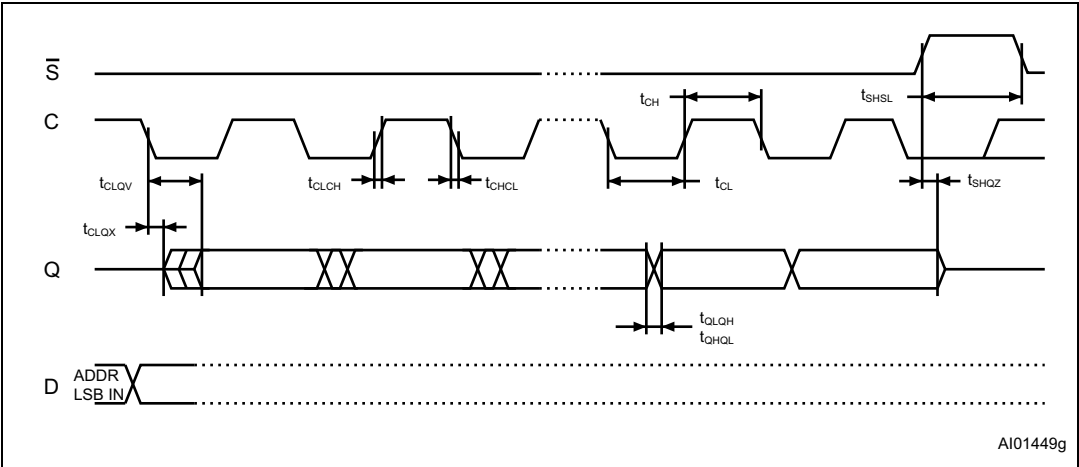 S̅
tCH
tSHSL
C
tCLQV
tCLCH
tCHCL
tCL
tSHQZ
tCLQX
Q
tQLQH
tQHQL
D
ADDR
LSB IN
AI01449g